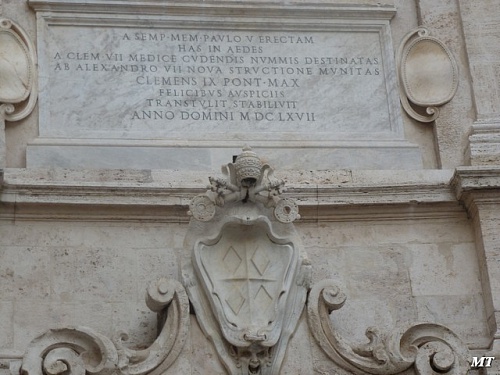 A SEMP·MEM·PAVLO V ERECTAM
HAS IN AEDES
A CLEM·VII MEDICE CVDENDIS NVMMIS DESTINATAS
AB ALEXANDRO VII NOVA STRVCTIONE MVNITAS
CLEMENS IX PONT·MAX
FELICIBVS AVSPICIIS
TRANSTVLIT STABILIVIT
ANNO DOMINI M DC LXVII
MT